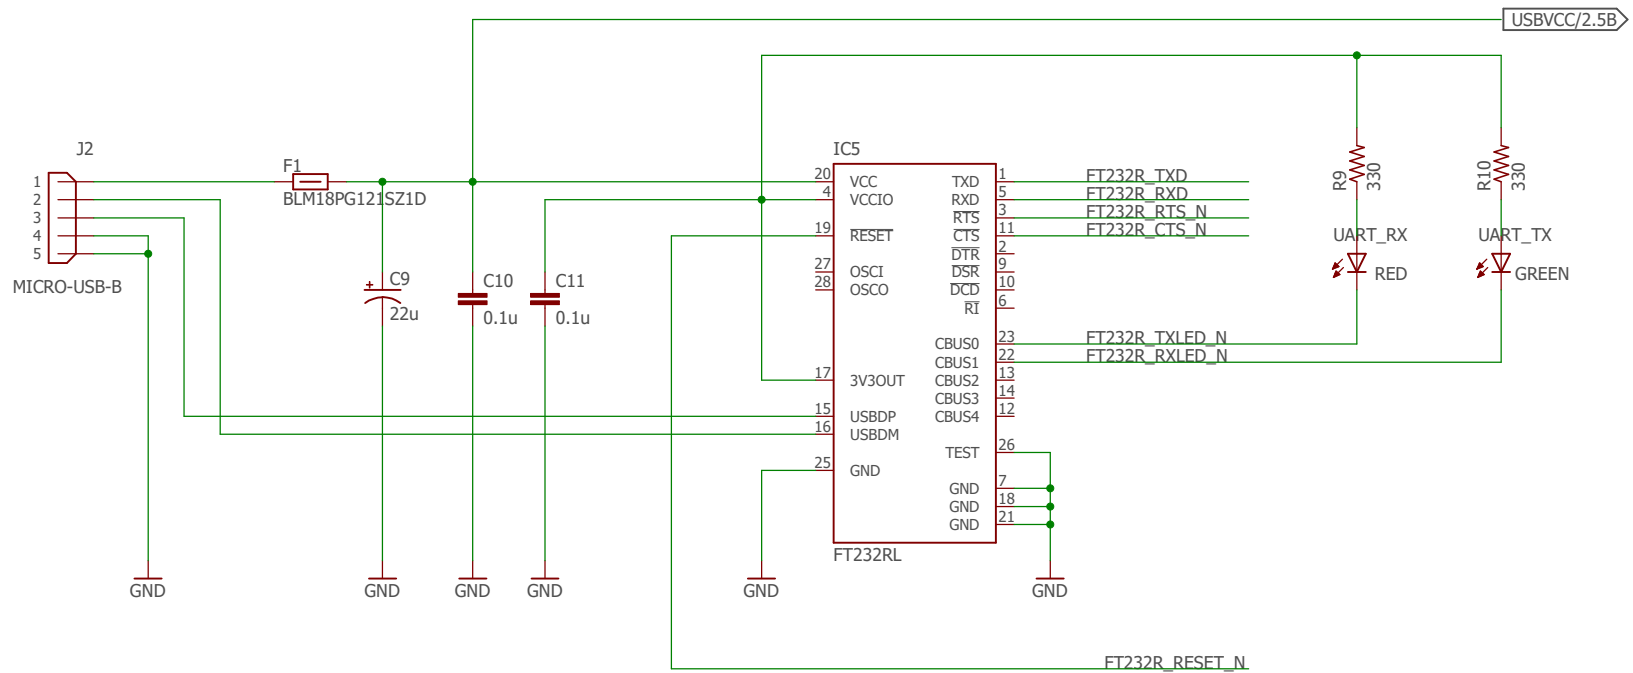 USBVCC/2.5B
J2
1
2
3
4
5
MICRO-USB-B
F1
BLM18PG121SZ1D
C9
22u
C10
0.1u
C11
0.1u
IC5
20 VCC
4 VCCIO
19 RESET
27 OSCI
28 OSCO
17 3V3OUT
15 USBDP
16 USBDM
25 GND
TXD 1 FT232R_TXD
RXD 5 FT232R_RXD
RTS 3 FT232R_RTS_N
CTS 11 FT232R_CTS_N
DTR 2
DSR 9
DCD 10
RI 6
CBUS0 23 FT232R_TXLED_N
CBUS1 22 FT232R_RXLED_N
CBUS2 13
CBUS3 14
CBUS4 12
TEST 26
GND 7
GND 18
GND 21
FT232RL
R9
330
R10
330
UART_RX
RED
UART_TX
GREEN
GND
GND
GND
GND
GND
GND
FT232R_RESET_N